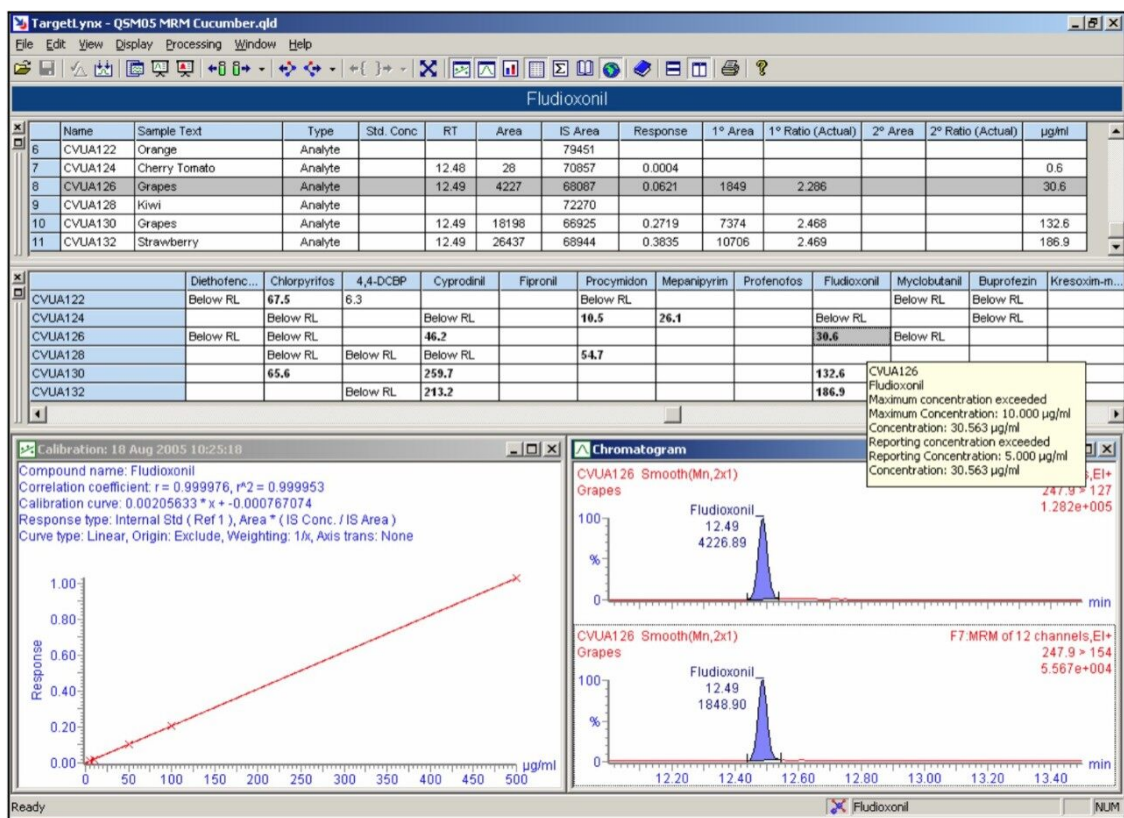 TargetLynx - QSM05 MRM Cucumber.qld
File Edit View Display Processing Window Help
Fludioxonil
Name Sample Text Type Std. Conc RT Area IS Area Response 1° Area 1° Ratio (Actual) 2° Area 2° Ratio (Actual) µg/ml
6 CVUA122 Orange Analyte 79451
7 CVUA124 Cherry Tomato Analyte 12.48 28 70857 0.0004 0.6
8 CVUA126 Grapes Analyte 12.49 4227 68087 0.0621 1849 2.286 30.6
9 CVUA128 Kiwi Analyte 72270
10 CVUA130 Grapes Analyte 12.49 18198 66925 0.2719 7374 2.468 132.6
11 CVUA132 Strawberry Analyte 12.49 26437 68944 0.3835 10706 2.469 186.9
Diethofenc... Chlorpyrifos 4,4-DCBP Cyprodinil Fipronil Procymidon Mepanipyrim Profenofos Fludioxonil Myclobutanil Buprofezin Kresoxim-m...
CVUA122 Below RL 67.5 6.3 Below RL Below RL Below RL
CVUA124 Below RL Below RL 10.5 26.1 Below RL Below RL
CVUA126 Below RL Below RL 46.2 30.6 Below RL
CVUA128 Below RL Below RL Below RL 54.7
CVUA130 65.6 259.7 132.6
CVUA132 Below RL 213.2 186.9
CVUA126
Fludioxonil
Maximum concentration exceeded
Maximum Concentration: 10.000 µg/ml
Concentration: 30.563 µg/ml
Reporting concentration exceeded
Reporting Concentration: 5.000 µg/ml
Concentration: 30.563 µg/ml
Calibration: 18 Aug 2005 10:25:18
Compound name: Fludioxonil
Correlation coefficient: r = 0.999976, r^2 = 0.999953
Calibration curve: 0.00205633 * x + -0.000767074
Response type: Internal Std ( Ref 1 ), Area * ( IS Conc. / IS Area )
Curve type: Linear, Origin: Exclude, Weighting: 1/x, Axis trans: None
1.00
0.80
0.60
0.40
0.20
0.00
Response
0 50 100 150 200 250 300 350 400 450 500 µg/ml
Chromatogram
CVUA126 Smooth(Mn,2x1) s,EI+
Grapes 247.9 > 127
1.282e+005
Fludioxonil
12.49
4226.89
100
%
0
min
CVUA126 Smooth(Mn,2x1) F7:MRM of 12 channels,EI+
Grapes 247.9 > 154
5.567e+004
Fludioxonil
12.49
1848.90
100
%
0
12.20 12.40 12.60 12.80 13.00 13.20 13.40 min
Ready Fludioxonil NUM